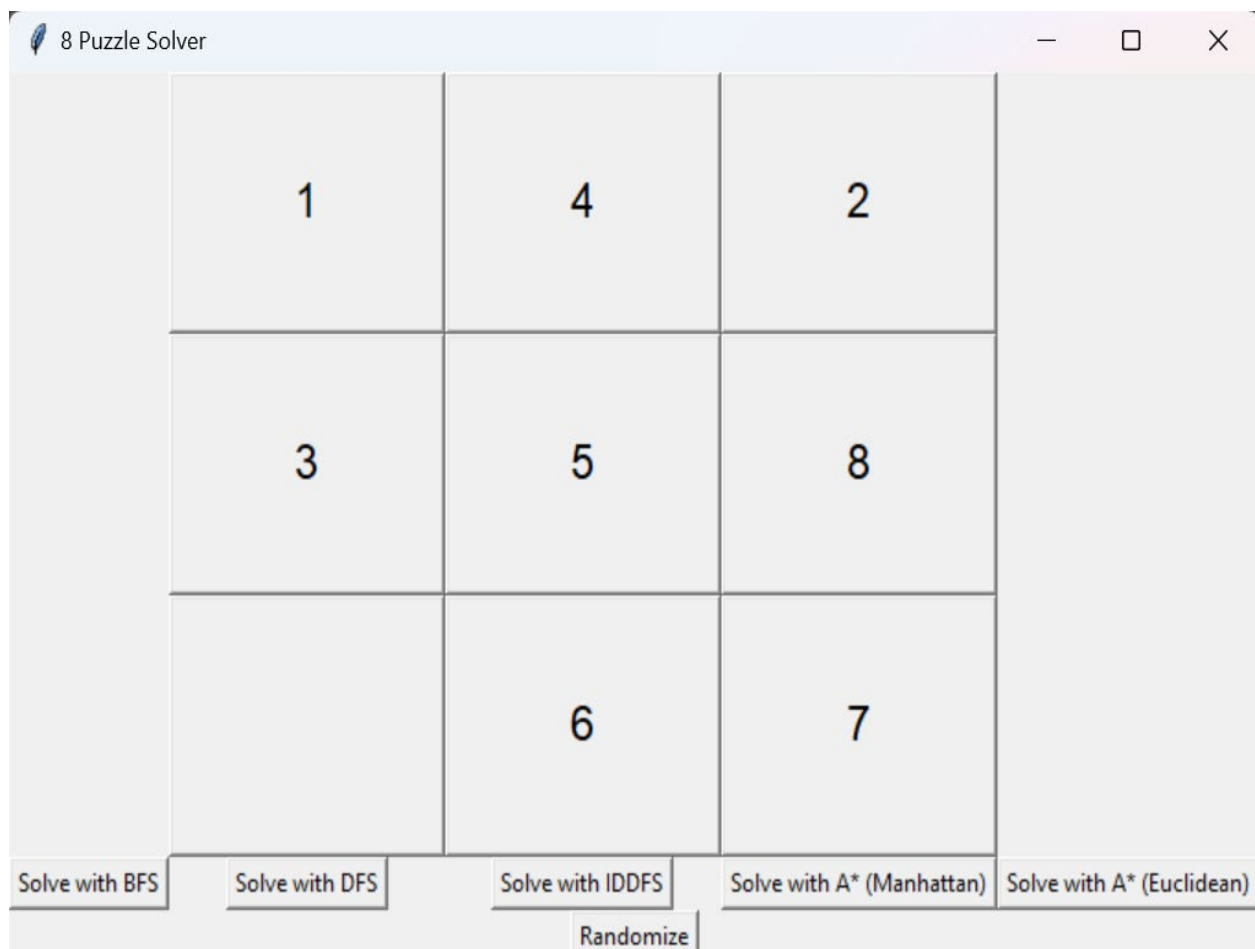 8 Puzzle Solver
1 4 2
3 5 8
6 7
Solve with BFS Solve with DFS Solve with IDDFS Solve with A* (Manhattan) Solve with A* (Euclidean)
Randomize